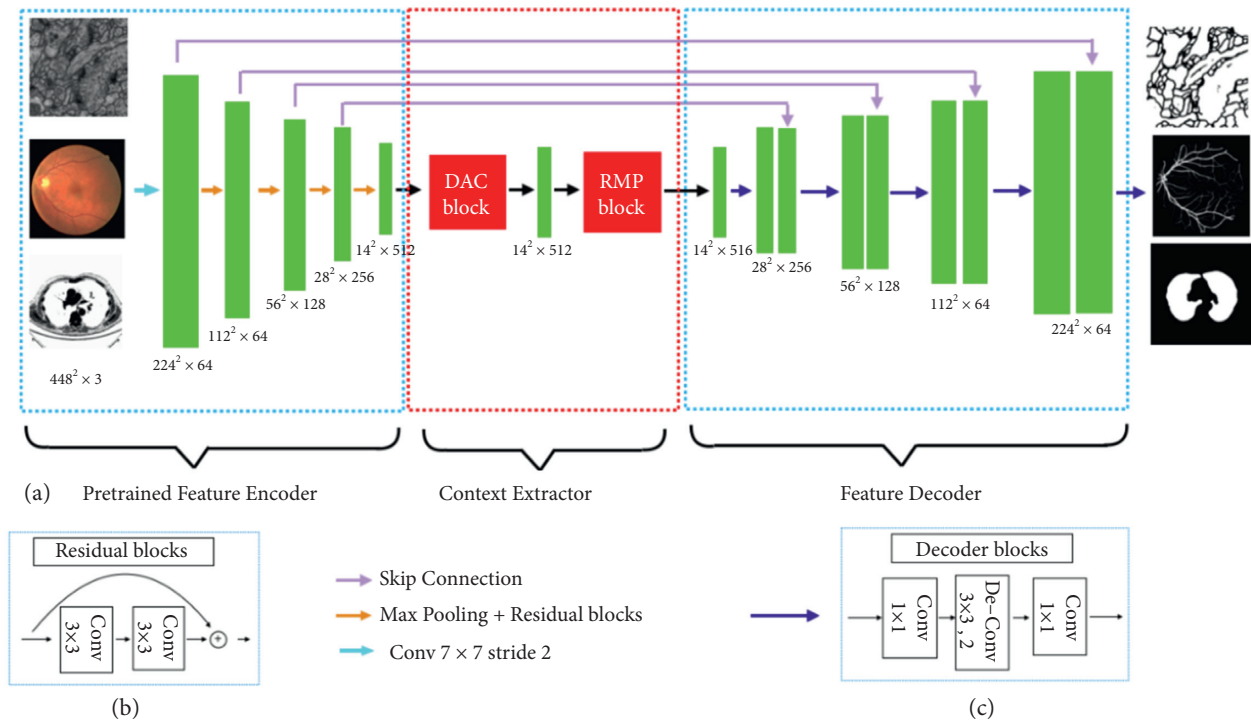 DAC
block
RMP
block
14² × 512
14² × 512
14² × 516
28² × 256
28² × 256
56² × 128
56² × 128
112² × 64
112² × 64
224² × 64
224² × 64
448² × 3
(a)
Pretrained Feature Encoder
Context Extractor
Feature Decoder
Residual blocks
Conv
3×3
Conv
3×3
+
(b)
Skip Connection
Max Pooling + Residual blocks
Conv 7 × 7 stride 2
Decoder blocks
Conv
1×1
De-Conv
3×3 , 2
Conv
1×1
(c)